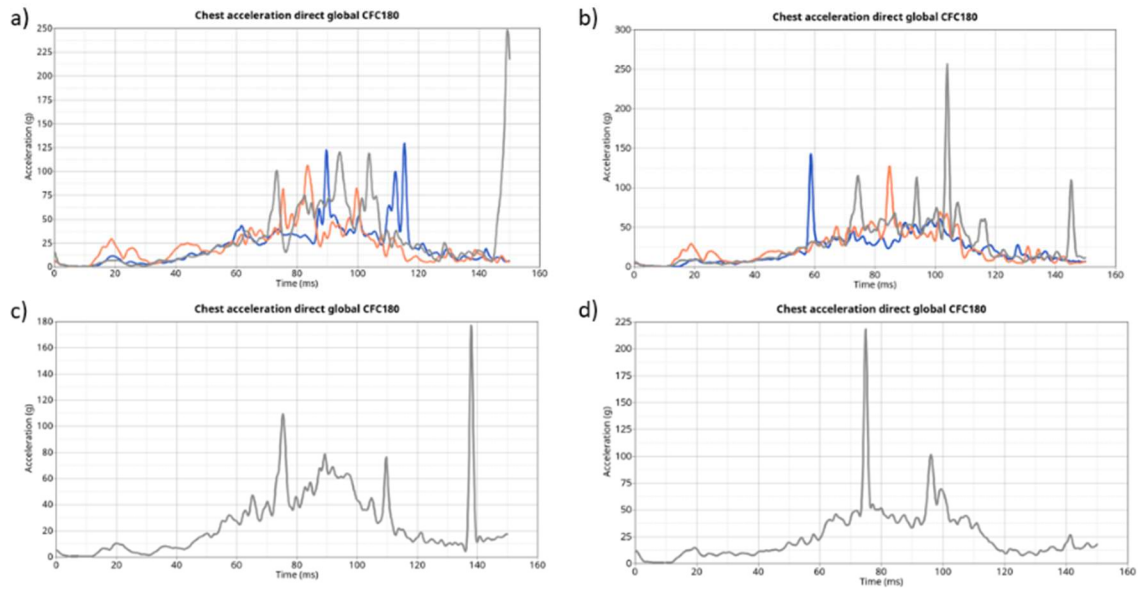 a)
Chest acceleration direct global CFC180
250
225
200
175
150
125
100
75
50
25
0
Acceleration (g)
0 20 40 60 80 100 120 140 160
Time (ms)
b)
Chest acceleration direct global CFC180
300
250
200
150
100
50
0
Acceleration (g)
0 20 40 60 80 100 120 140 160
Time (ms)
c)
Chest acceleration direct global CFC180
180
160
140
120
100
80
60
40
20
0
Acceleration (g)
0 20 40 60 80 100 120 140 160
Time (ms)
d)
Chest acceleration direct global CFC180
225
200
175
150
125
100
75
50
25
0
Acceleration (g)
0 20 40 60 80 100 120 140 160
Time (ms)